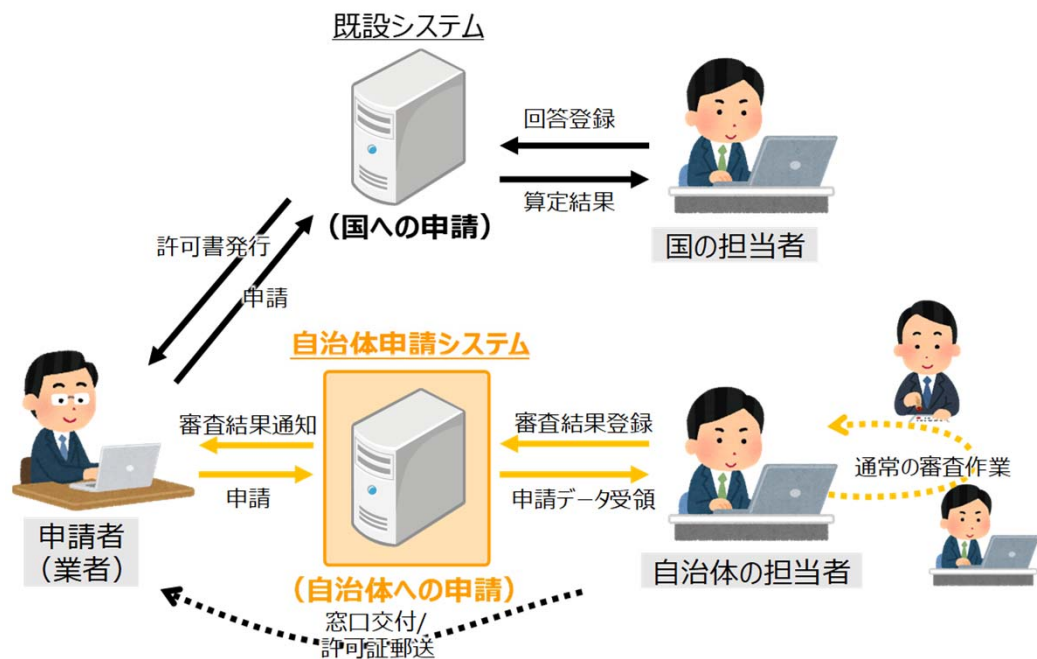 既設システム
回答登録
算定結果
（国への申請）
国の担当者
許可書発行
申請
自治体申請システム
審査結果通知
申請
審査結果登録
申請データ受領
通常の審査作業
申請者
（業者）
（自治体への申請）
自治体の担当者
窓口交付/
許可証郵送